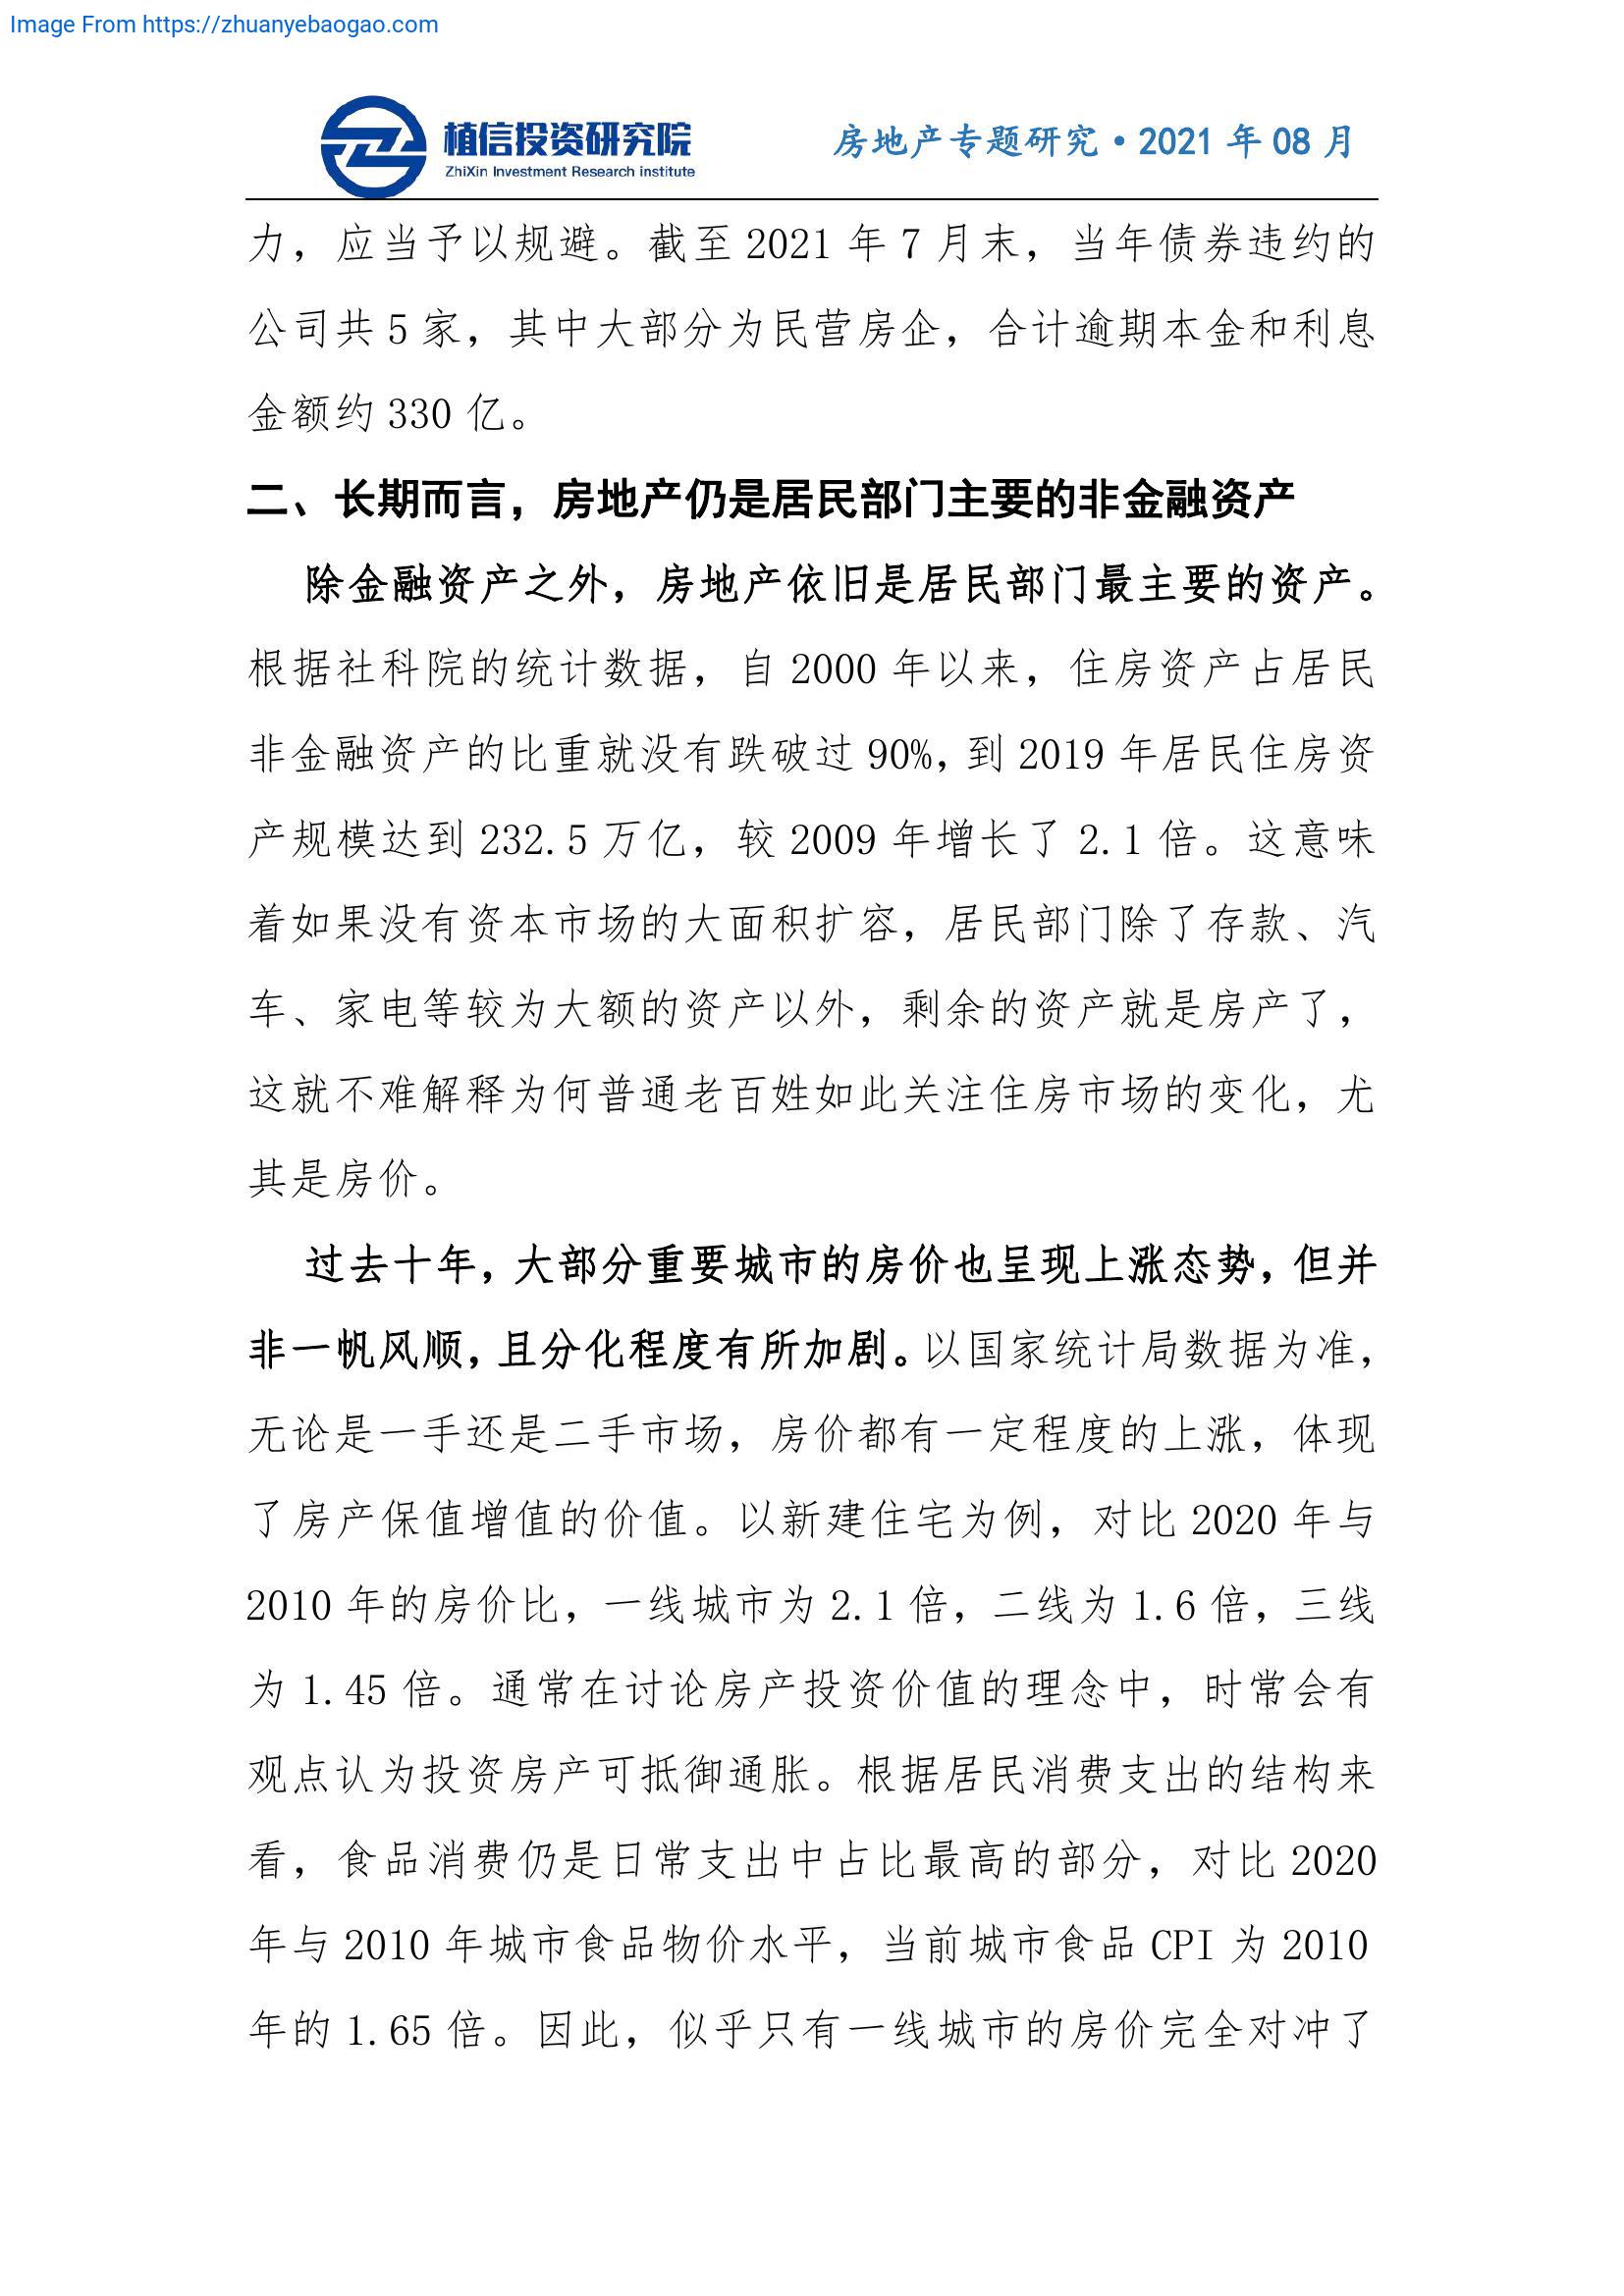 Image From https://zhuanyebaogao.com
植信投资研究院
ZhiXin Investment Research institute
房地产专题研究·2021 年 08 月
力，应当予以规避。截至 2021 年 7 月末，当年债券违约的
公司共 5 家，其中大部分为民营房企，合计逾期本金和利息
金额约 330 亿。
二、长期而言，房地产仍是居民部门主要的非金融资产
除金融资产之外，房地产依旧是居民部门最主要的资产。
根据社科院的统计数据，自 2000 年以来，住房资产占居民
非金融资产的比重就没有跌破过 90%，到 2019 年居民住房资
产规模达到 232.5 万亿，较 2009 年增长了 2.1 倍。这意味
着如果没有资本市场的大面积扩容，居民部门除了存款、汽
车、家电等较为大额的资产以外，剩余的资产就是房产了，
这就不难解释为何普通老百姓如此关注住房市场的变化，尤
其是房价。
过去十年，大部分重要城市的房价也呈现上涨态势，但并
非一帆风顺，且分化程度有所加剧。以国家统计局数据为准，
无论是一手还是二手市场，房价都有一定程度的上涨，体现
了房产保值增值的价值。以新建住宅为例，对比 2020 年与
2010 年的房价比，一线城市为 2.1 倍，二线为 1.6 倍，三线
为 1.45 倍。通常在讨论房产投资价值的理念中，时常会有
观点认为投资房产可抵御通胀。根据居民消费支出的结构来
看，食品消费仍是日常支出中占比最高的部分，对比 2020
年与 2010 年城市食品物价水平，当前城市食品 CPI 为 2010
年的 1.65 倍。因此，似乎只有一线城市的房价完全对冲了